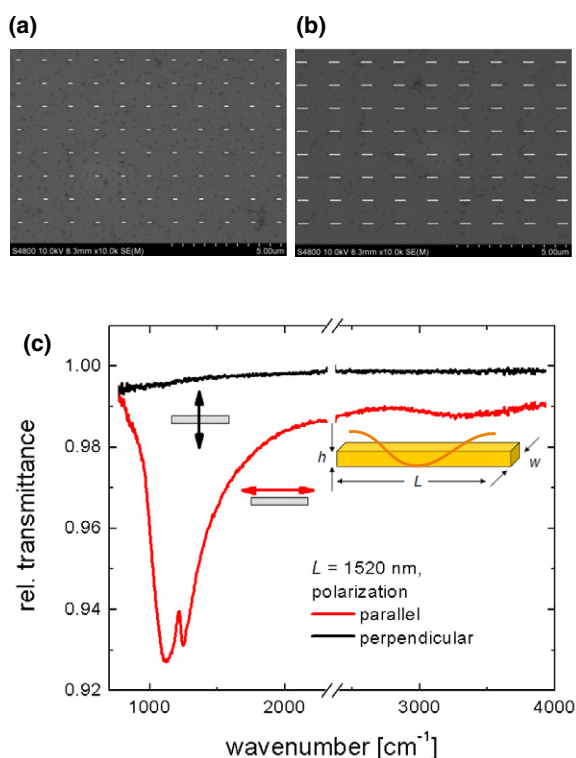 (a)
(b)
S4800 10.0kV 8.3mm x10.0k SE(M)
5.00um
S4800 10.0kV 8.3mm x10.0k SE(M)
5.00um
(c)
1.00
0.98
0.96
0.94
0.92
rel. transmittance
h
L
w
L = 1520 nm,
polarization
parallel
perpendicular
1000
2000
3000
4000
wavenumber [cm⁻¹]